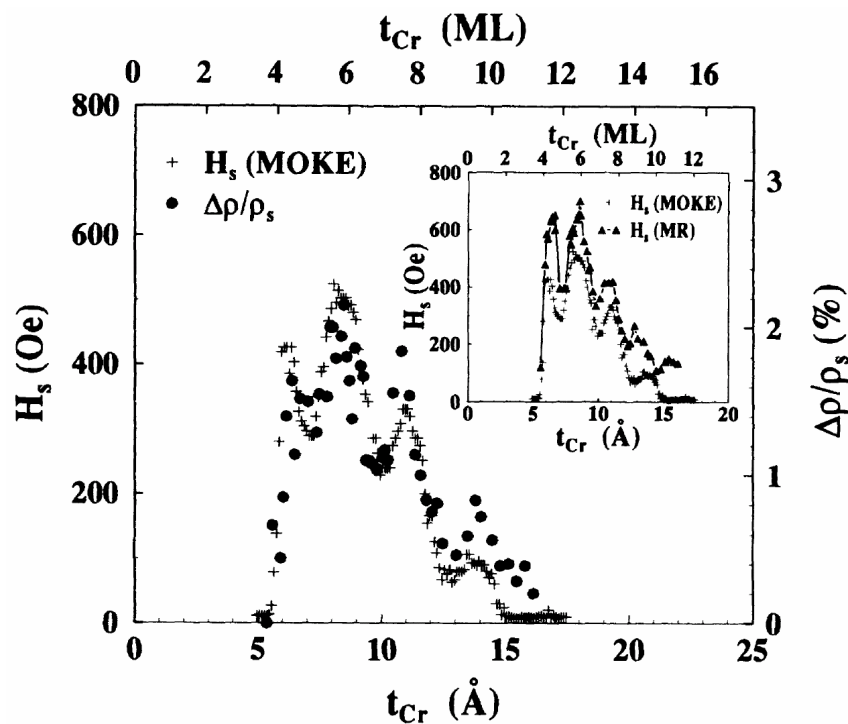 t_Cr (ML)
0 2 4 6 8 10 12 14 16
800
600
400
200
0
H_s (Oe)
+ H_s (MOKE)
● Δρ/ρ_s
t_Cr (ML)
0 2 4 6 8 10 12
800
600
400
200
0
H_s (Oe)
H_s (MOKE)
H_s (MR)
0 5 10 15 20
t_Cr (Å)
3
2
1
0
Δρ/ρ_s (%)
0 5 10 15 20 25
t_Cr (Å)